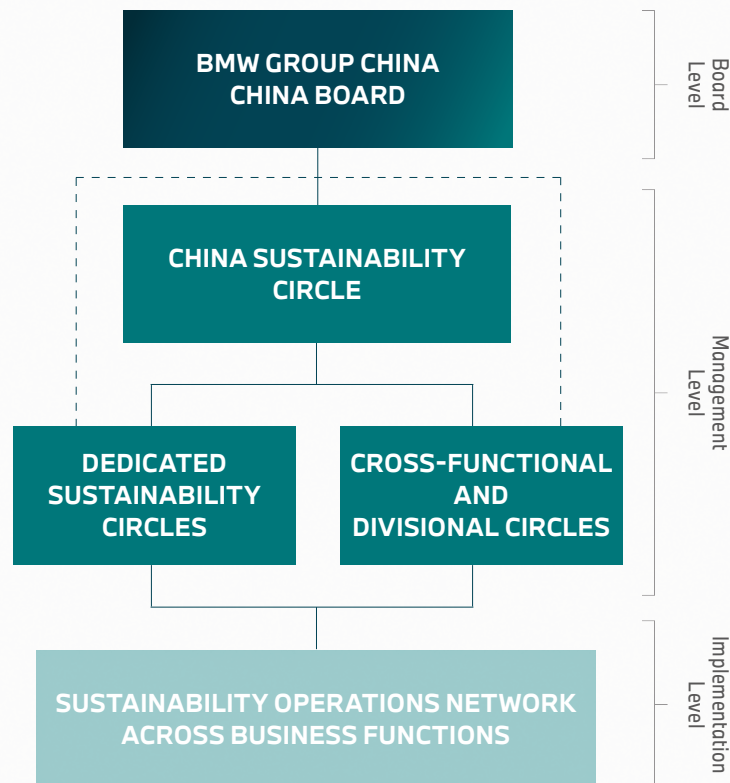 BMW GROUP CHINA
CHINA BOARD
Board
Level
CHINA SUSTAINABILITY
CIRCLE
Management
Level
DEDICATED
SUSTAINABILITY
CIRCLES
CROSS-FUNCTIONAL
AND
DIVISIONAL CIRCLES
SUSTAINABILITY OPERATIONS NETWORK
ACROSS BUSINESS FUNCTIONS
Implementation
Level